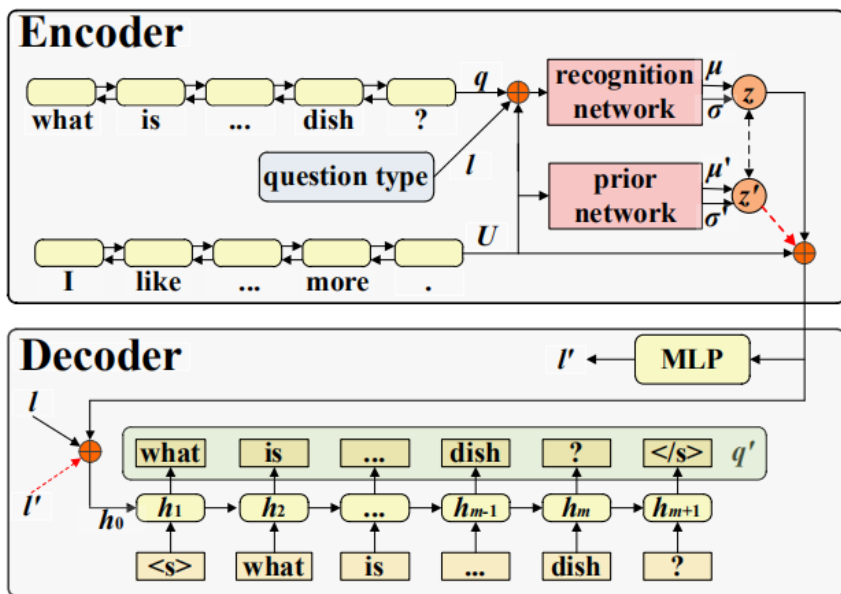 Encoder
what is ... dish ?
q
recognition network
μ
σ
z
question type
l
prior network
μ'
σ'
z'
U
I like ... more .
Decoder
l'
MLP
l
l'
h0
what is ... dish ? </s>
q'
h1 h2 ... hm-1 hm hm+1
<s> what is ... dish ?